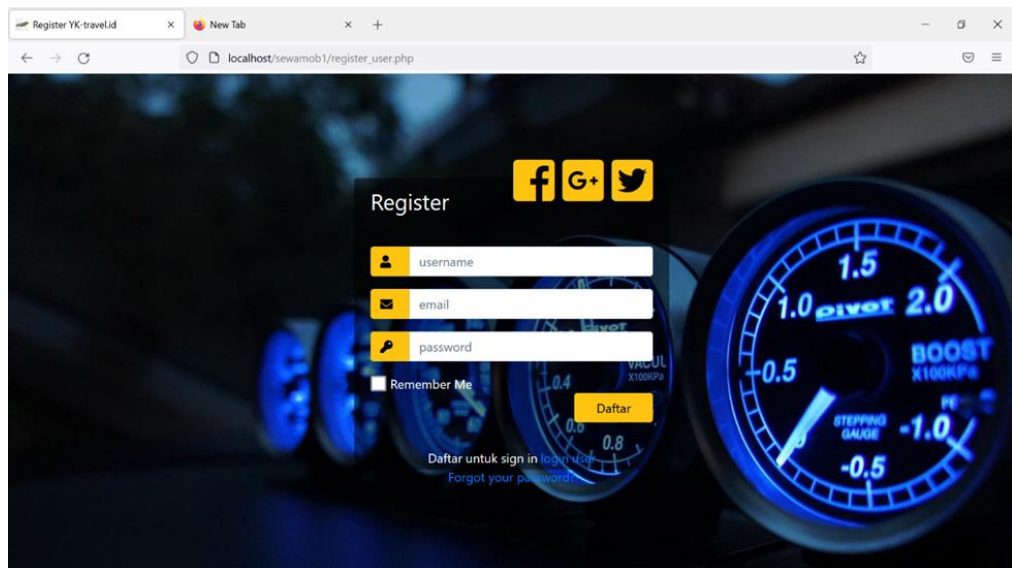 Register YK-travel.id
New Tab
localhost/sewamob1/register_user.php
G+
Register
username
email
password
Remember Me
Daftar
Daftar untuk sign in login user
Forgot your password?
1.5
1.0 pivot 2.0
BOOST
X100KPa
-0.5
STEPPING
GAUGE
-1.0
-0.5
pivot
VACUU
X100KPa
0.4
0.6
0.8